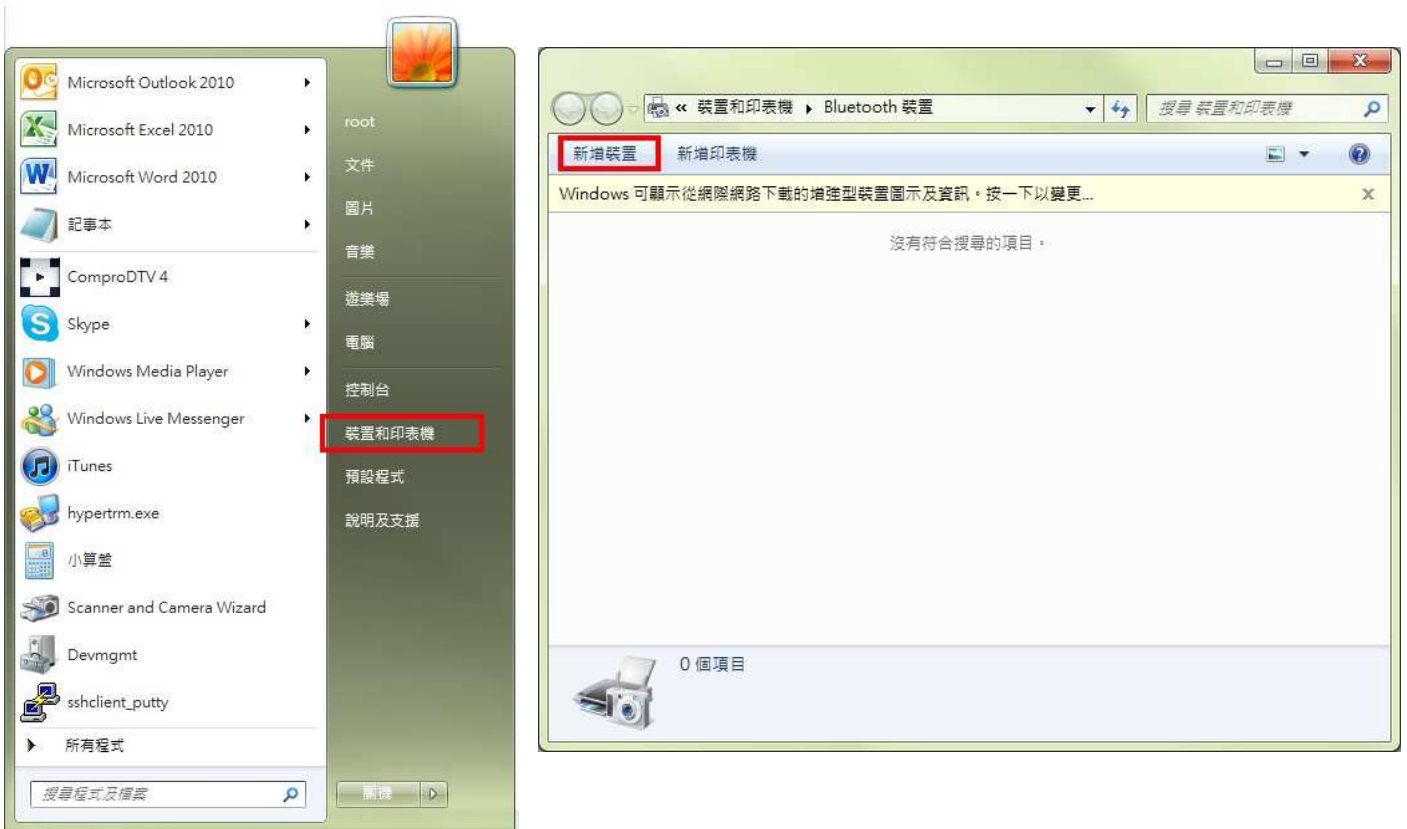 Microsoft Outlook 2010
Microsoft Excel 2010
Microsoft Word 2010
記事本
ComproDTV 4
Skype
Windows Media Player
Windows Live Messenger
iTunes
hypertrm.exe
小算盤
Scanner and Camera Wizard
Devmgmt
sshclient_putty
所有程式
搜尋程式及檔案
root
文件
圖片
音樂
遊樂場
電腦
控制台
裝置和印表機
預設程式
說明及支援
關機
« 裝置和印表機 ▸ Bluetooth 裝置
搜尋 裝置和印表機
新增裝置 新增印表機
Windows 可顯示從網際網路下載的增強型裝置圖示及資訊。按一下以變更...
沒有符合搜尋的項目。
0 個項目